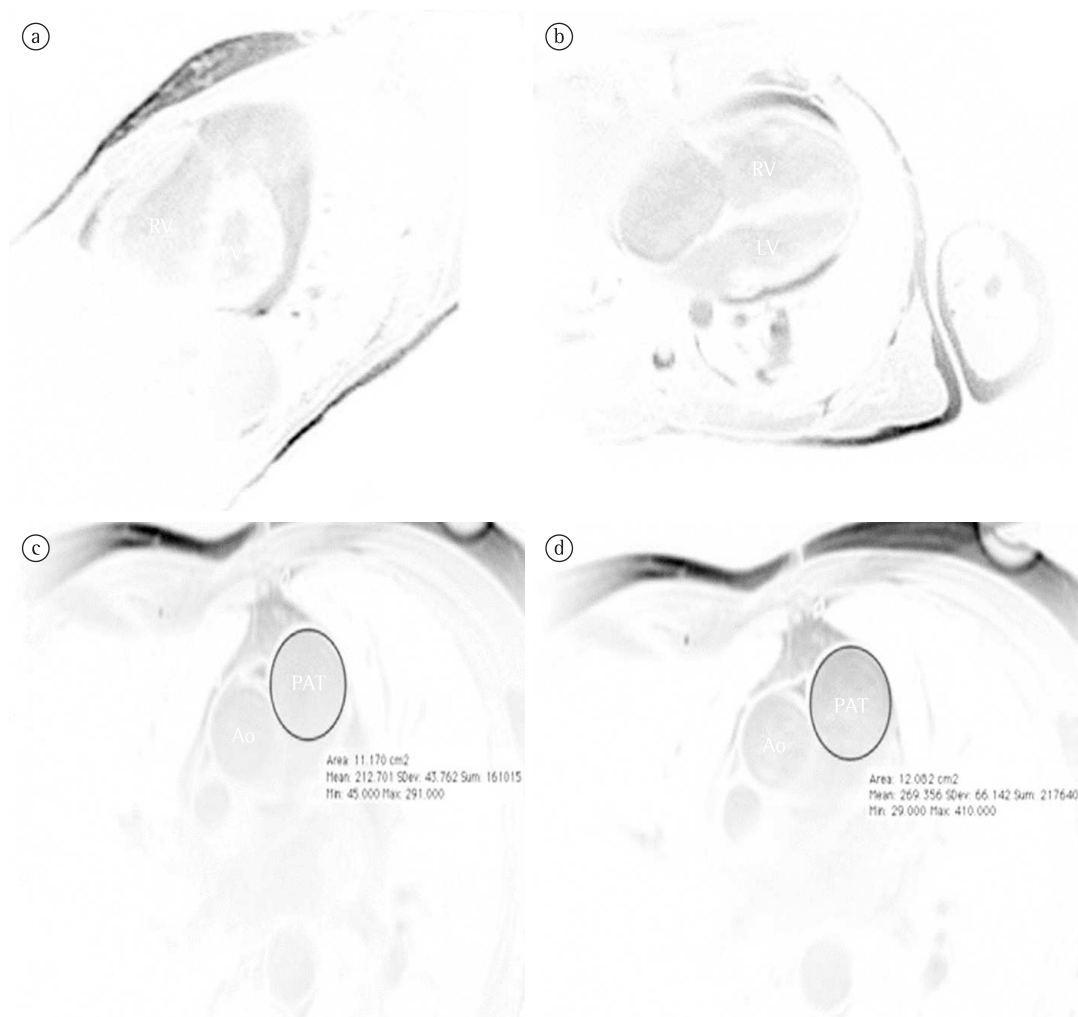 a
b
RV
LV
RV
LV
c
d
PAT
Ao
Area: 11.170 cm2
Mean: 212.701 SDev: 43.762 Sum: 161015
Min: 45.000 Max: 291.000
PAT
Ao
Area: 12.082 cm2
Mean: 269.356 SDev: 66.142 Sum: 217640
Min: 29.000 Max: 410.000